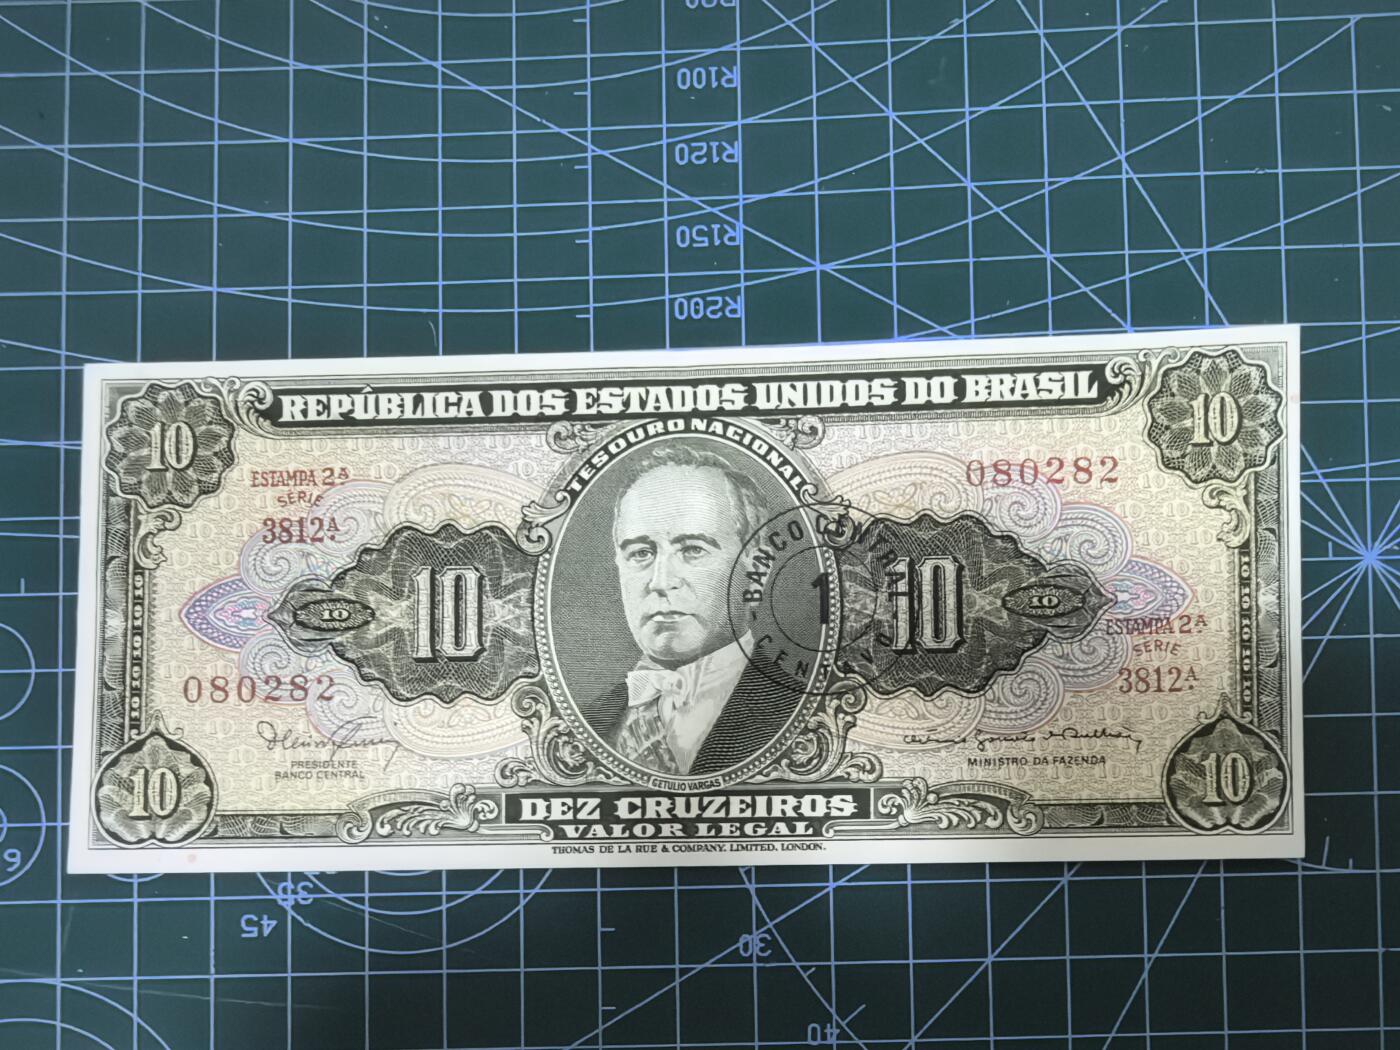 R100
R120
R150
R200
REPÚBLICA DOS ESTADOS UNIDOS DO BRASIL
TESOURO NACIONAL
10
10
ESTAMPA 2ª
SÉRIE
3812ª
080282
BANCO CENTRAL
1
CENTAVO
10
10
10
10
ESTAMPA 2ª
SÉRIE
3812ª
080282
PRESIDENTE
BANCO CENTRAL
MINISTRO DA FAZENDA
GETULIO VARGAS
10
10
DEZ CRUZEIROS
VALOR LEGAL
THOMAS DE LA RUE & COMPANY, LIMITED, LONDON.
6
35
45
30
40